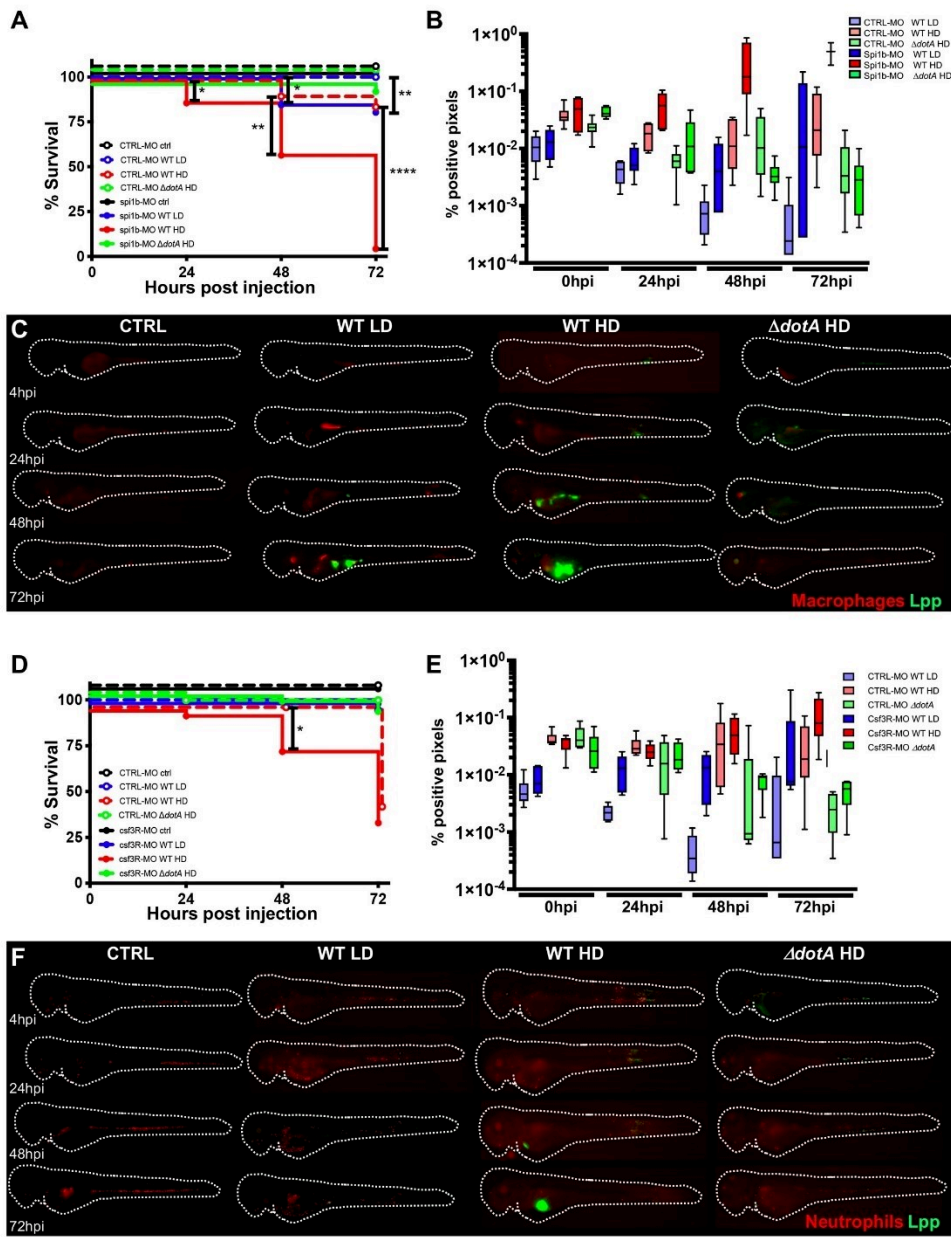 A
% Survival
100
75
50
25
0
0 24 48 72
Hours post injection
* * ** ** ****
CTRL-MO ctrl
CTRL-MO WT LD
CTRL-MO WT HD
CTRL-MO ΔdotA HD
spi1b-MO ctrl
spi1b-MO WT LD
spi1b-MO WT HD
spi1b-MO ΔdotA HD
B
% positive pixels
1×10⁰
1×10⁻¹
1×10⁻²
1×10⁻³
1×10⁻⁴
0hpi 24hpi 48hpi 72hpi
CTRL-MO WT LD
CTRL-MO WT HD
CTRL-MO ΔdotA HD
Spi1b-MO WT LD
Spi1b-MO WT HD
Spi1b-MO ΔdotA HD
C
CTRL WT LD WT HD ΔdotA HD
4hpi
24hpi
48hpi
72hpi
Macrophages Lpp
D
% Survival
100
75
50
25
0
0 24 48 72
Hours post injection
*
CTRL-MO ctrl
CTRL-MO WT LD
CTRL-MO WT HD
CTRL-MO ΔdotA HD
csf3R-MO ctrl
csf3R-MO WT LD
csf3R-MO WT HD
csf3R-MO ΔdotA HD
E
% positive pixels
1×10⁰
1×10⁻¹
1×10⁻²
1×10⁻³
1×10⁻⁴
0hpi 24hpi 48hpi 72hpi
CTRL-MO WT LD
CTRL-MO WT HD
CTRL-MO ΔdotA
Csf3R-MO WT LD
Csf3R-MO WT HD
Csf3R-MO ΔdotA
F
CTRL WT LD WT HD ΔdotA HD
4hpi
24hpi
48hpi
72hpi
Neutrophils Lpp